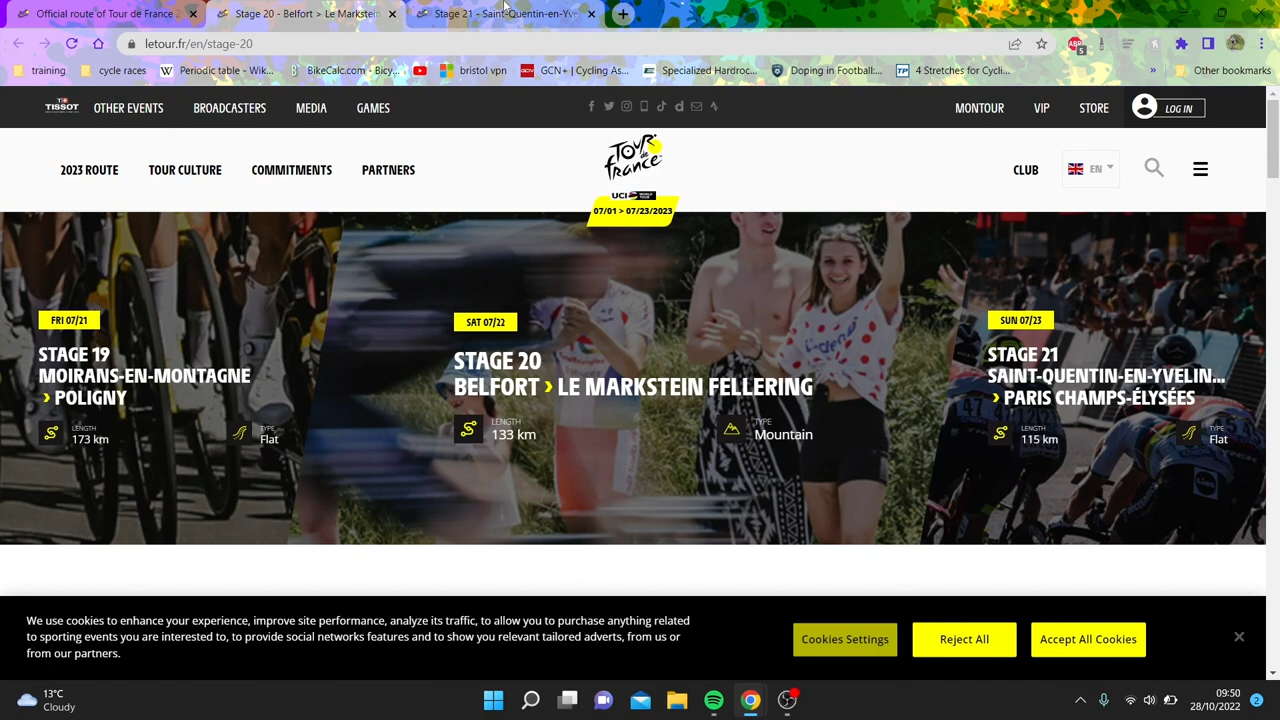 Official route of Tour de France 2
Stage 20 - Belfort > Le Markstein
Stage 21 - Saint-Quentin-en-Yve
letour.fr/en/stage-20
training
cycle races
Periodic table - Wik...
BikeCalc.com - Bicy...
bristol vpn
GCN+ | Cycling As...
Specialized Hardroc...
Doping in Football:...
4 Stretches for Cycli...
»
Other bookmarks
TISSOT
OTHER EVENTS
BROADCASTERS
MEDIA
GAMES
MONTOUR
VIP
STORE
LOG IN
2023 ROUTE
TOUR CULTURE
COMMITMENTS
PARTNERS
TOUR de france
UCI WORLD TOUR
07/01 > 07/23/2023
CLUB
EN
FRI 07/21
STAGE 19
MOIRANS-EN-MONTAGNE
› POLIGNY
LENGTH
173 km
TYPE
Flat
SAT 07/22
STAGE 20
BELFORT › LE MARKSTEIN FELLERING
LENGTH
133 km
TYPE
Mountain
SUN 07/23
STAGE 21
SAINT-QUENTIN-EN-YVELIN...
› PARIS CHAMPS-ÉLYSÉES
LENGTH
115 km
TYPE
Flat
We use cookies to enhance your experience, improve site performance, analyze its traffic, to allow you to purchase anything related
to sporting events you are interested to, to provide social networks features and to show you relevant tailored adverts, from us or
from our partners.
Cookies Settings
Reject All
Accept All Cookies
13°C
Cloudy
09:50
28/10/2022
2